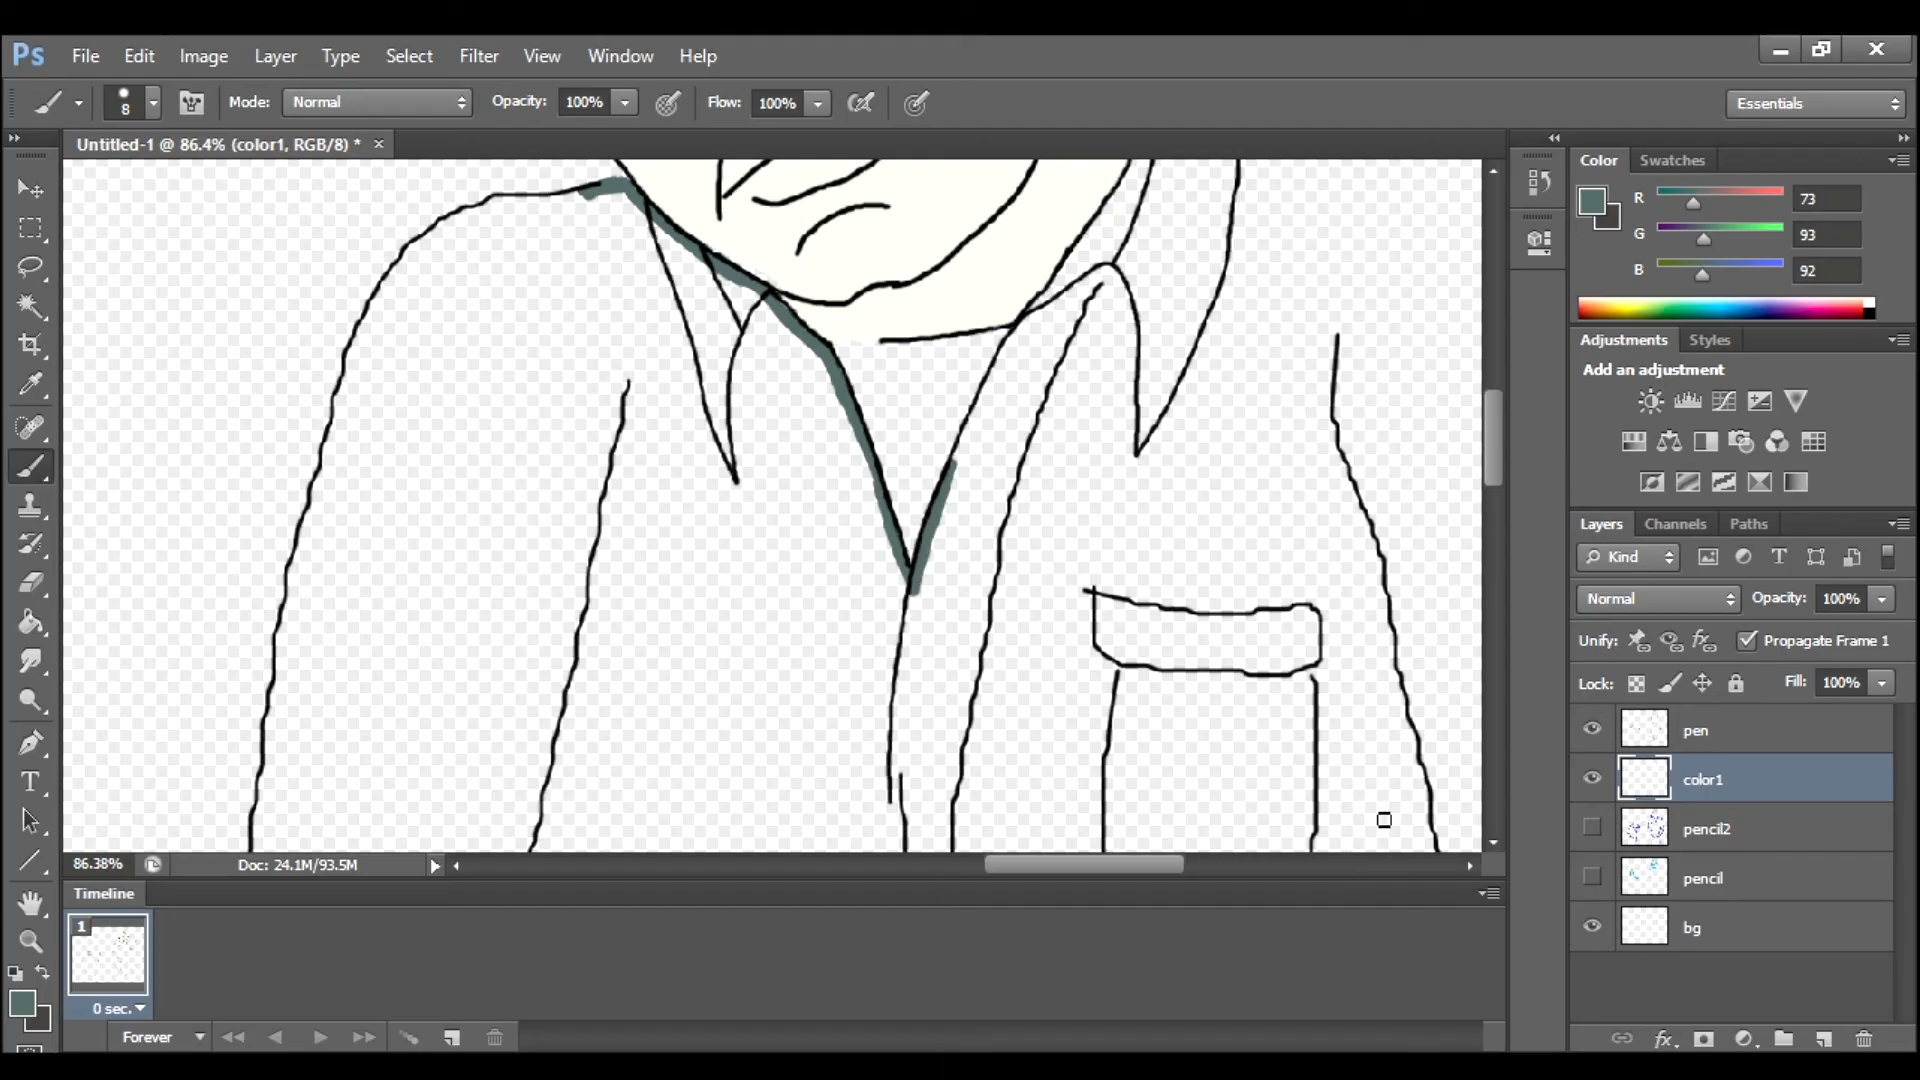 Ps File Edit Image Layer Type Select Filter View Window Help
8 Mode: Normal Opacity: 100% Flow: 100% Essentials
Untitled-1 @ 86.4% (color1, RGB/8) *
Color Swatches
R 73
G 93
B 92
Adjustments Styles
Add an adjustment
Layers Channels Paths
Kind T
Normal Opacity: 100%
Unify: Propagate Frame 1
Lock: Fill: 100%
pen
color1
pencil2
pencil
bg
T
86.38% Doc: 24.1M/93.5M
Timeline
1
0 sec.
Forever
fx